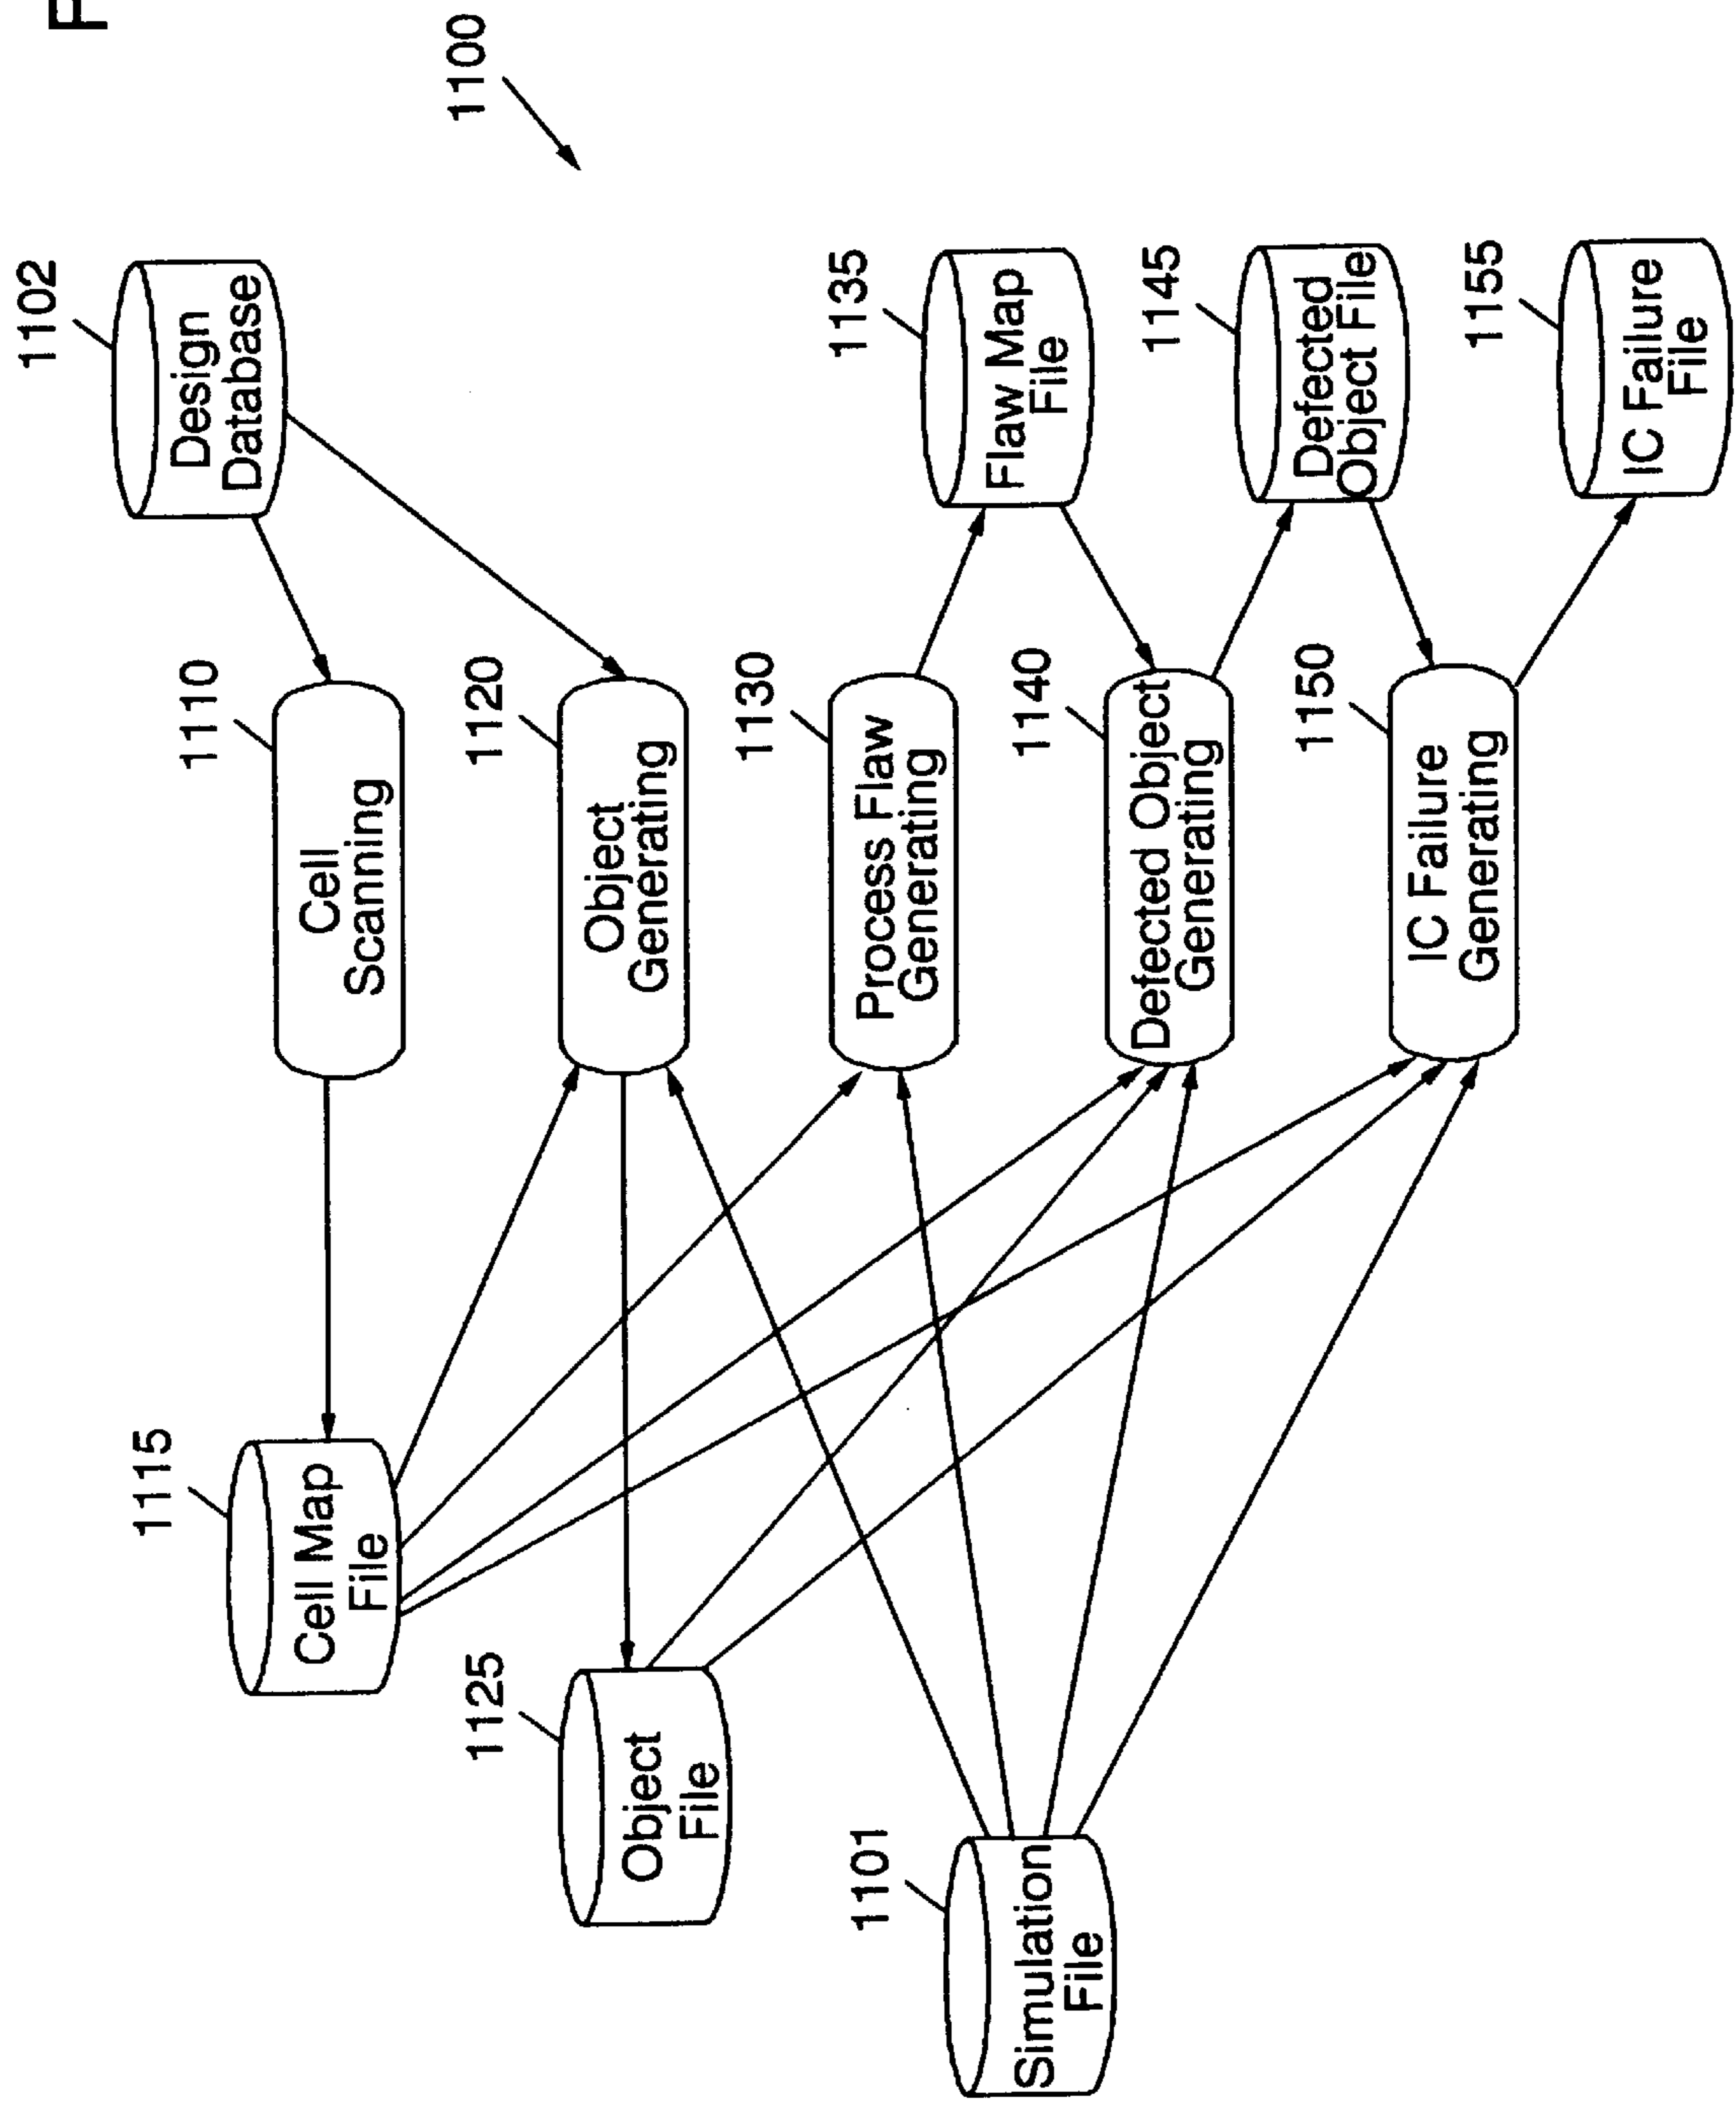 F
1100
1102
Design
Database
1110
Cell
Scanning
1115
Cell Map
File
1120
Object
Generating
1125
Object
File
1101
Simulation
File
1130
Process Flaw
Generating
1135
Flaw Map
File
1140
Defected Object
Generating
1145
Defected
Object File
1150
IC Failure
Generating
1155
IC Failure
File